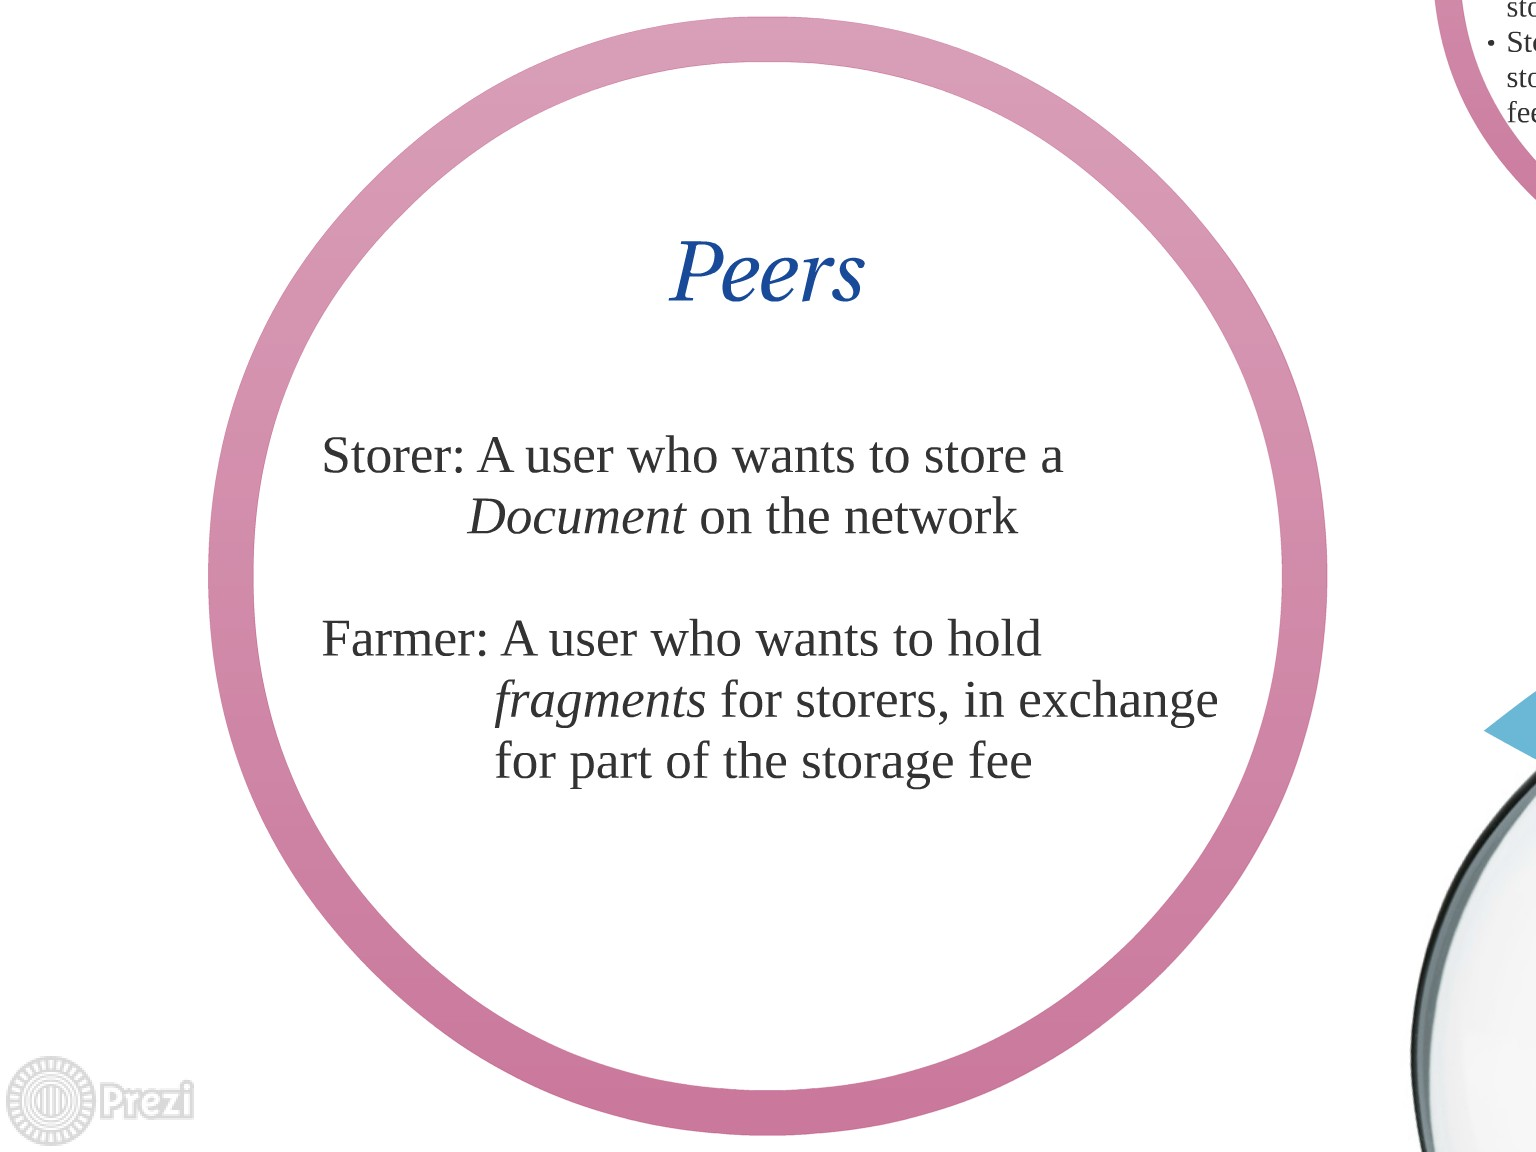 Peers
Storer: A user who wants to store a
Document on the network
Farmer: A user who wants to hold
fragments for storers, in exchange
for part of the storage fee
Prezi